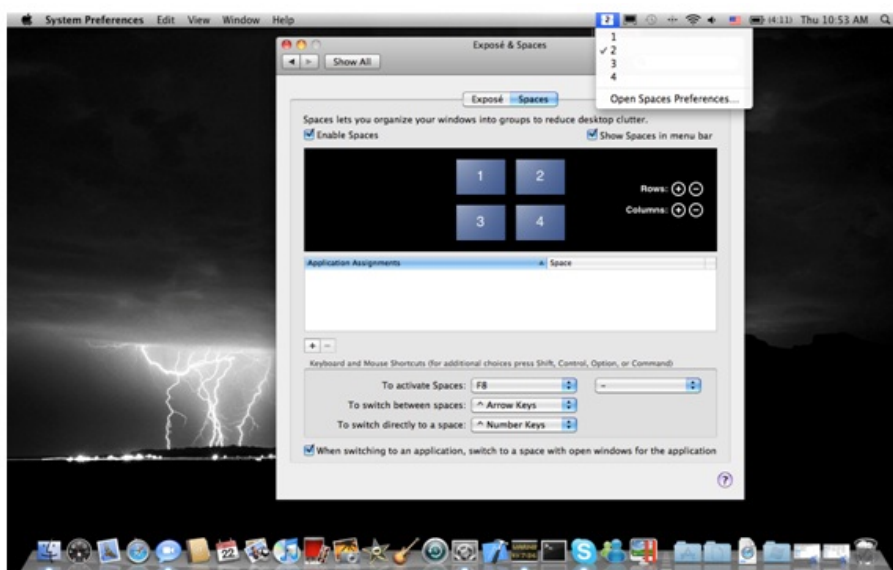 System Preferences Edit View Window Help 2 (4:11) Thu 10:53 AM
1
✓ 2
3
4
Open Spaces Preferences...
Exposé & Spaces
Show All
Exposé Spaces
Spaces lets you organize your windows into groups to reduce desktop clutter.
Enable Spaces Show Spaces in menu bar
1 2
3 4
Rows:
Columns:
Application Assignments Space
Keyboard and Mouse Shortcuts (for additional choices press Shift, Control, Option, or Command)
To activate Spaces: F8 –
To switch between spaces: ^ Arrow Keys
To switch directly to a space: ^ Number Keys
When switching to an application, switch to a space with open windows for the application
?
22